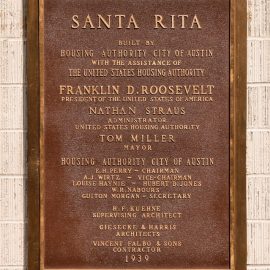 SANTA RITA
BUILT BY
HOUSING AUTHORITY CITY OF AUSTIN
WITH THE ASSISTANCE OF
THE UNITED STATES HOUSING AUTHORITY
FRANKLIN D. ROOSEVELT
PRESIDENT OF THE UNITED STATES OF AMERICA
NATHAN STRAUS
ADMINISTRATOR
UNITED STATES HOUSING AUTHORITY
TOM MILLER
MAYOR
HOUSING AUTHORITY CITY OF AUSTIN
E.H. PERRY - CHAIRMAN
A.J. WIRTZ - VICE-CHAIRMAN
LOUISE HAYNIE - HUBERT B. JONES
W.R. NABOURS
GUITON MORGAN - SECRETARY
H.F. KUEHNE
SUPERVISING ARCHITECT
GIESECKE & HARRIS
ARCHITECTS
VINCENT FALBO & SONS
CONTRACTOR
1939